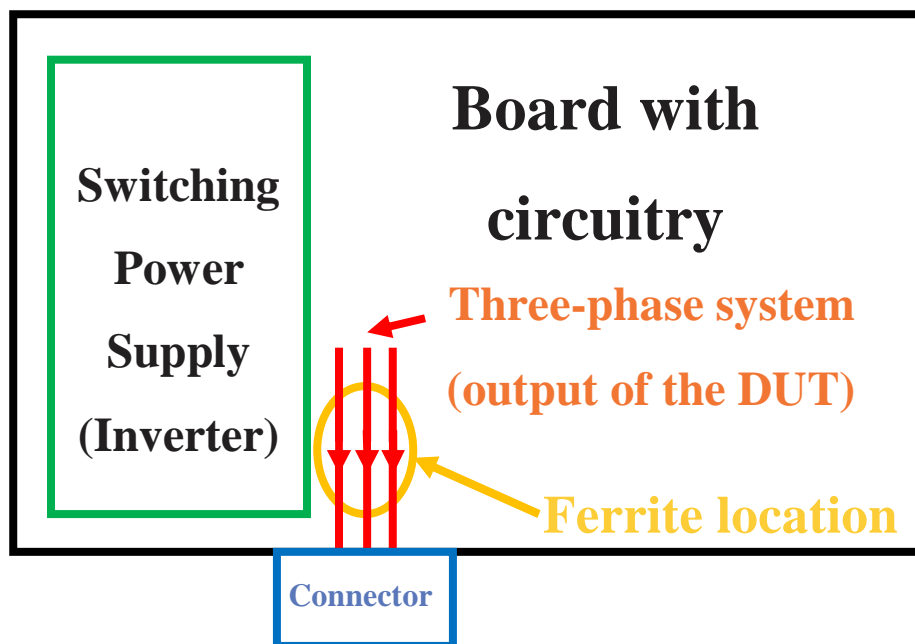 Switching
Power
Supply
(Inverter)
Board with
circuitry
Three-phase system
(output of the DUT)
Ferrite location
Connector